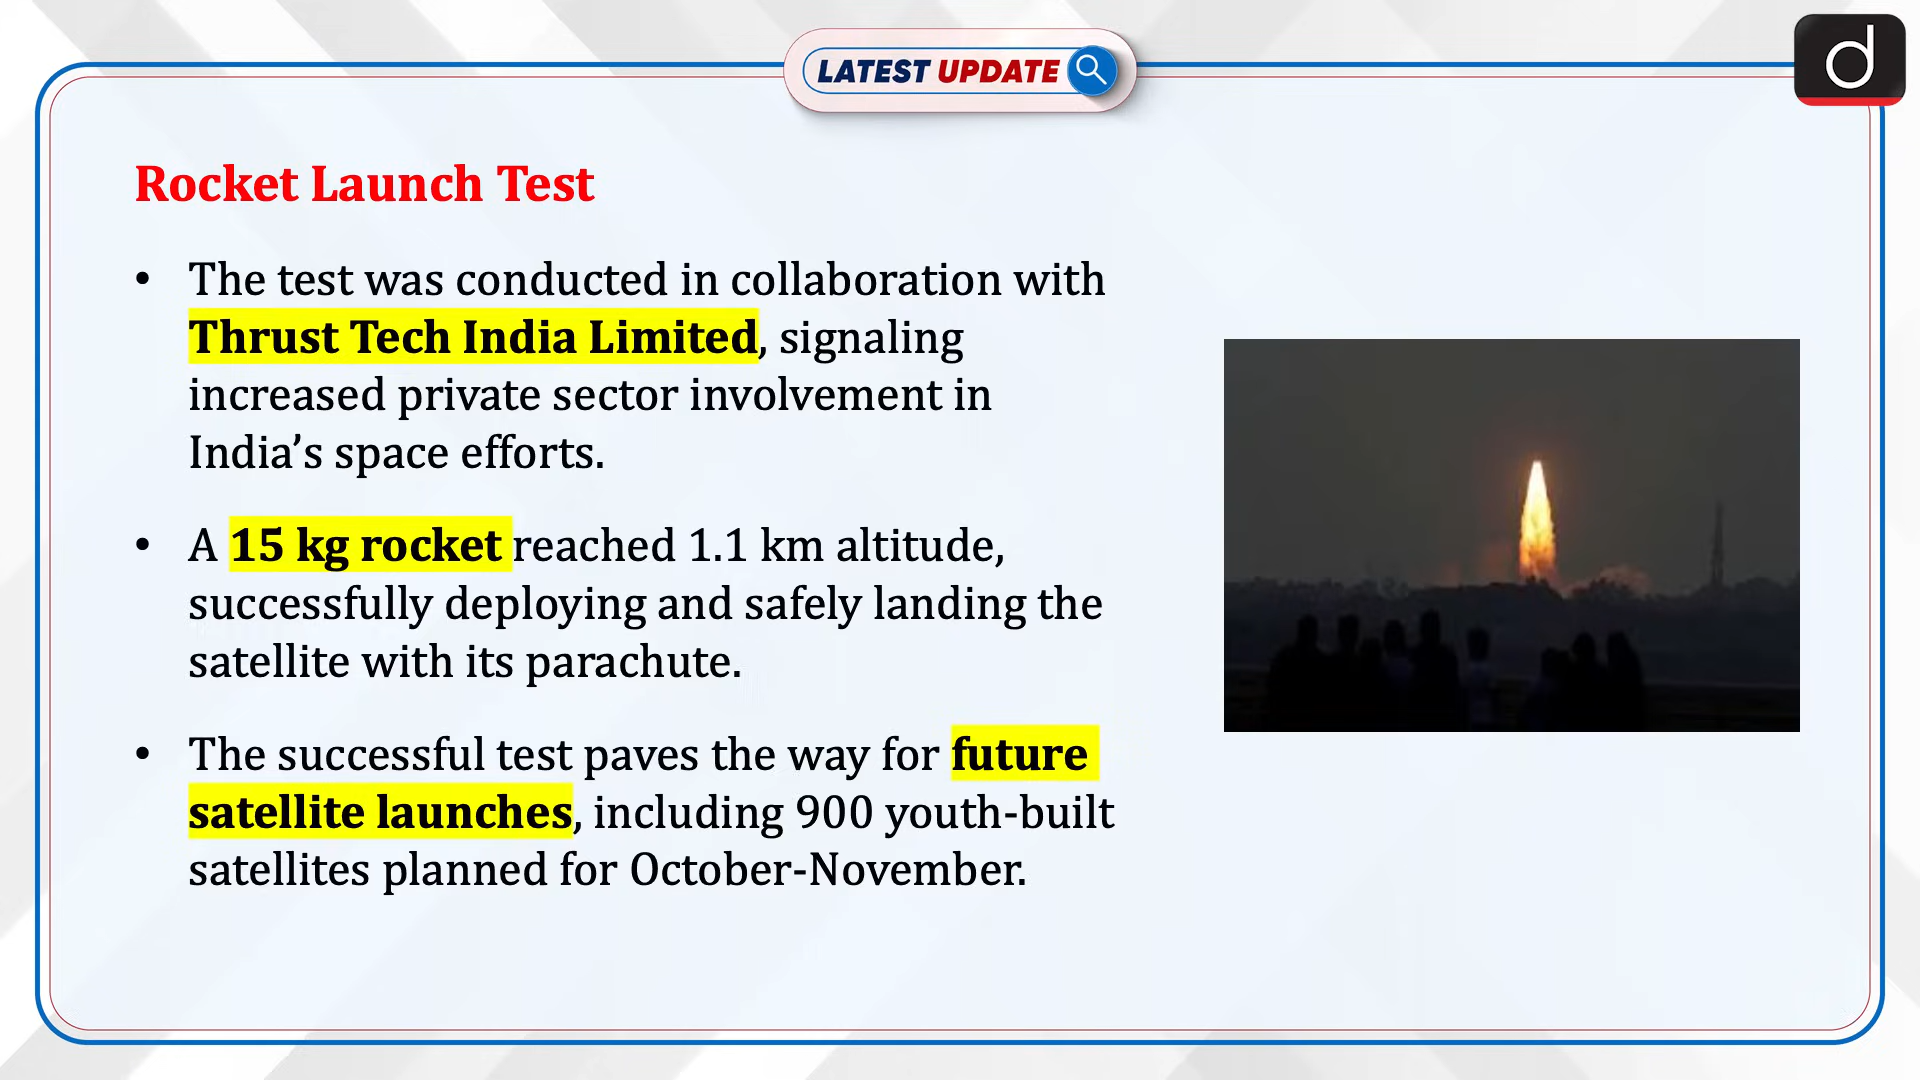 LATEST UPDATE
d
Rocket Launch Test
• The test was conducted in collaboration with
Thrust Tech India Limited, signaling
increased private sector involvement in
India’s space efforts.
• A 15 kg rocket reached 1.1 km altitude,
successfully deploying and safely landing the
satellite with its parachute.
• The successful test paves the way for future
satellite launches, including 900 youth-built
satellites planned for October-November.